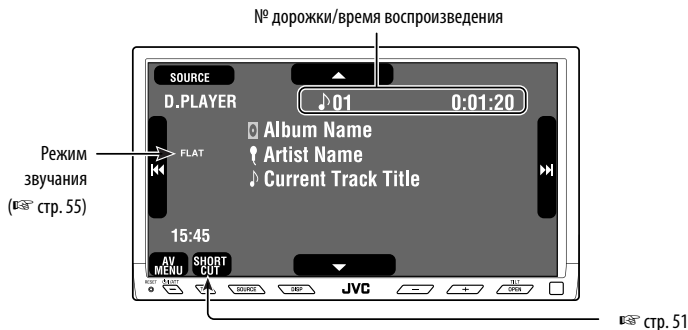 № дорожки/время воспроизведения
SOURCE
D.PLAYER
01 0:01:20
Album Name
FLAT
Artist Name
Current Track Title
Режим
звучания
(☞ стр. 55)
15:45
AV
MENU
SHORT
CUT
RESET
SOURCE
DISP
JVC
TILT
OPEN
☞ стр. 51